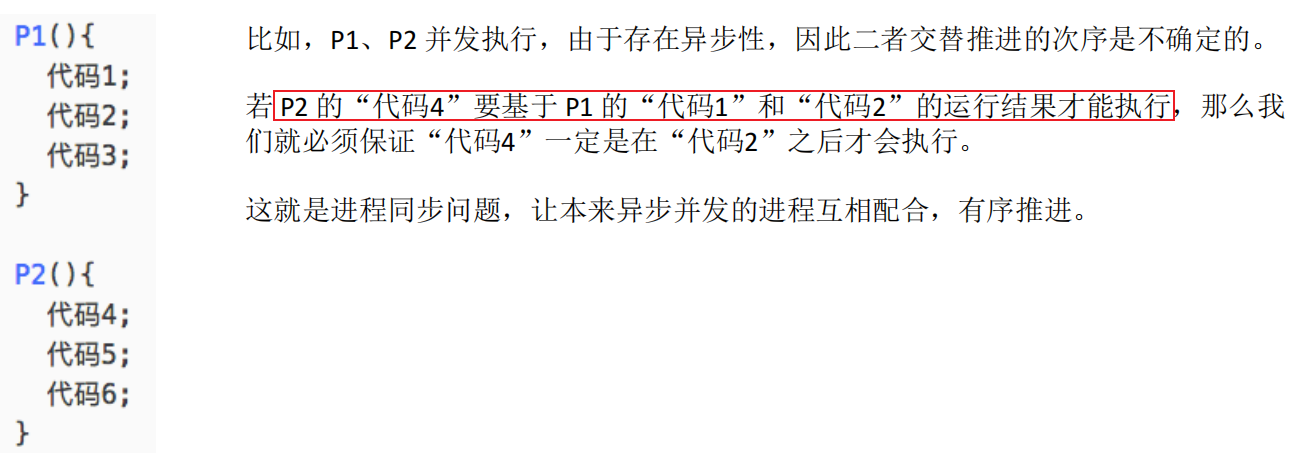 P1(){
代码1;
代码2;
代码3;
}
P2(){
代码4;
代码5;
代码6;
}
比如，P1、P2 并发执行，由于存在异步性，因此二者交替推进的次序是不确定的。
若 P2 的“代码4”要基于 P1 的“代码1”和“代码2”的运行结果才能执行，那么我
们就必须保证“代码4”一定是在“代码2”之后才会执行。
这就是进程同步问题，让本来异步并发的进程互相配合，有序推进。